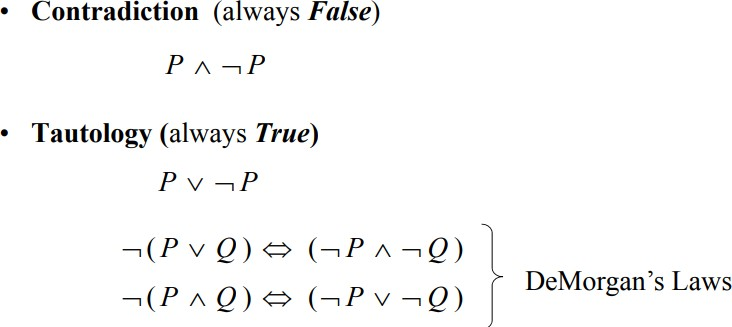 • Contradiction (always False)
P ∧ ¬ P
• Tautology (always True)
P ∨ ¬ P
¬ ( P ∨ Q ) ⇔ ( ¬ P ∧ ¬ Q )
¬ ( P ∧ Q ) ⇔ ( ¬ P ∨ ¬ Q )
DeMorgan’s Laws